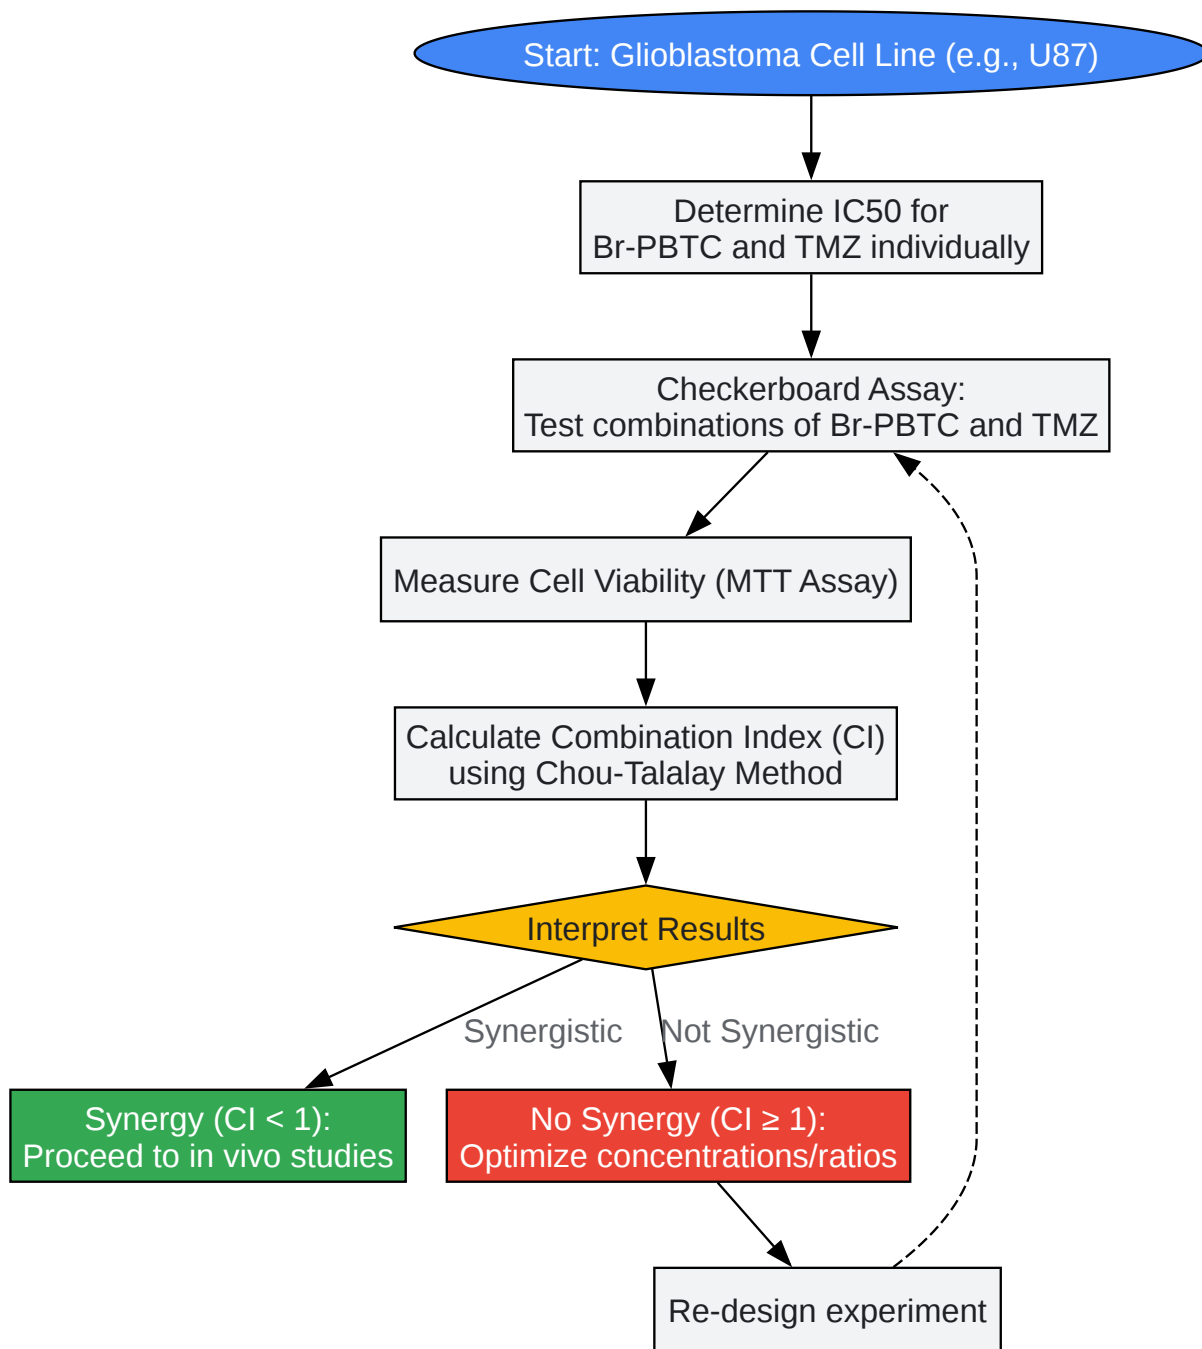 Start: Glioblastoma Cell Line (e.g., U87)
Determine IC50 for
Br-PBTC and TMZ individually
Checkerboard Assay:
Test combinations of Br-PBTC and TMZ
Measure Cell Viability (MTT Assay)
Calculate Combination Index (CI)
using Chou-Talalay Method
Interpret Results
Synergistic
Not Synergistic
Synergy (CI < 1):
Proceed to in vivo studies
No Synergy (CI ≥ 1):
Optimize concentrations/ratios
Re-design experiment